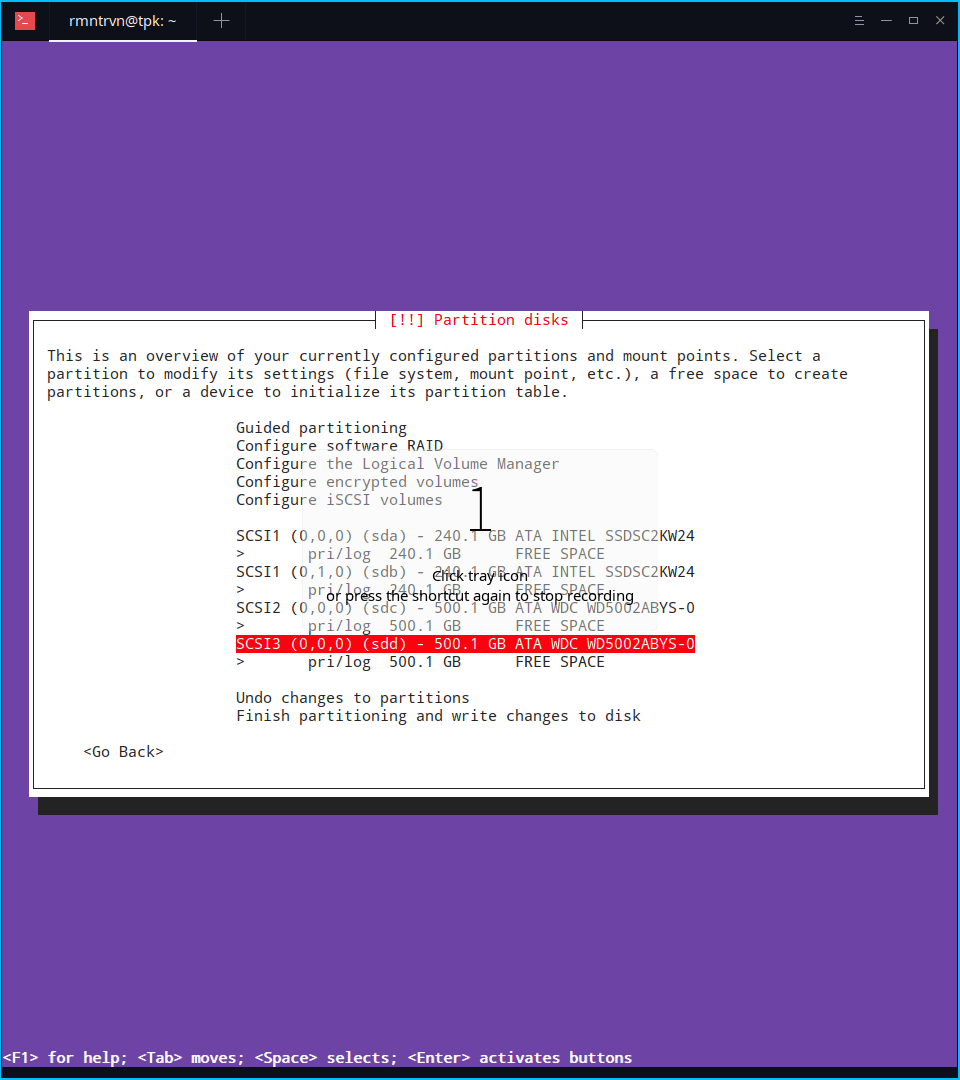 rmntrvn@tpk: ~
[!!] Partition disks
This is an overview of your currently configured partitions and mount points. Select a
partition to modify its settings (file system, mount point, etc.), a free space to create
partitions, or a device to initialize its partition table.
Guided partitioning
Configure software RAID
Configure the Logical Volume Manager
Configure encrypted volumes
Configure iSCSI volumes
1
SCSI1 (0,0,0) (sda) - 240.1 GB ATA INTEL SSDSC2KW24
> pri/log 240.1 GB FREE SPACE
SCSI1 (0,1,0) (sdb) - 240.1 GB ATA INTEL SSDSC2KW24
Click tray icon
> pri/log 240.1 GB FREE SPACE
or press the shortcut again to stop recording
SCSI2 (0,0,0) (sdc) - 500.1 GB ATA WDC WD5002ABYS-0
> pri/log 500.1 GB FREE SPACE
SCSI3 (0,0,0) (sdd) - 500.1 GB ATA WDC WD5002ABYS-0
> pri/log 500.1 GB FREE SPACE
Undo changes to partitions
Finish partitioning and write changes to disk
<Go Back>
<F1> for help; <Tab> moves; <Space> selects; <Enter> activates buttons